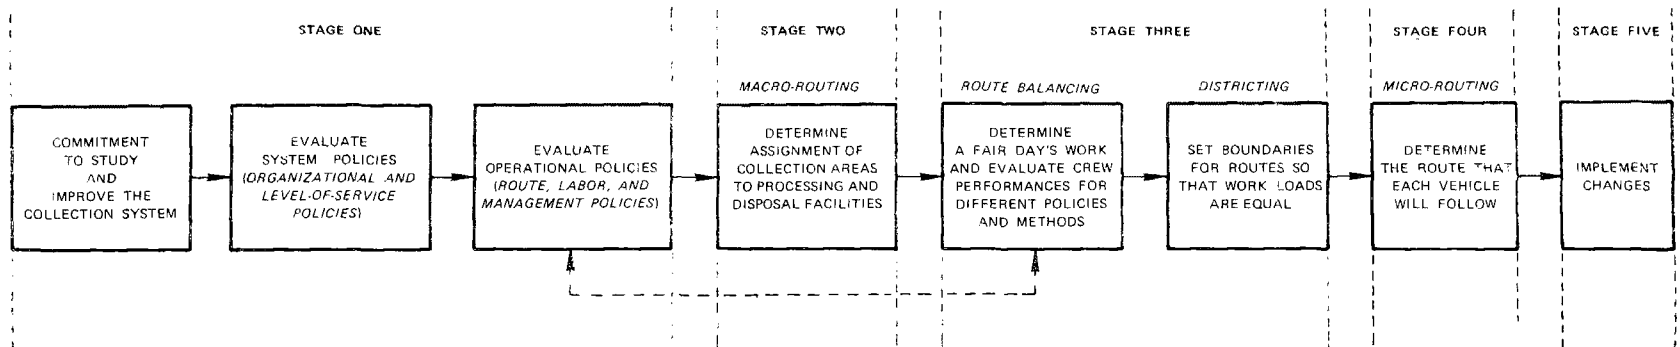 STAGE ONE
STAGE TWO
STAGE THREE
STAGE FOUR
STAGE FIVE
MACRO-ROUTING
ROUTE BALANCING
DISTRICTING
MICRO-ROUTING
COMMITMENT
TO STUDY
AND
IMPROVE THE
COLLECTION SYSTEM
EVALUATE
SYSTEM POLICIES
(ORGANIZATIONAL AND
LEVEL-OF-SERVICE
POLICIES)
EVALUATE
OPERATIONAL POLICIES
(ROUTE, LABOR, AND
MANAGEMENT POLICIES)
DETERMINE
ASSIGNMENT OF
COLLECTION AREAS
TO PROCESSING AND
DISPOSAL FACILITIES
DETERMINE
A FAIR DAY'S WORK
AND EVALUATE CREW
PERFORMANCES FOR
DIFFERENT POLICIES
AND METHODS
SET BOUNDARIES
FOR ROUTES SO
THAT WORK LOADS
ARE EQUAL
DETERMINE
THE ROUTE THAT
EACH VEHICLE
WILL FOLLOW
IMPLEMENT
CHANGES